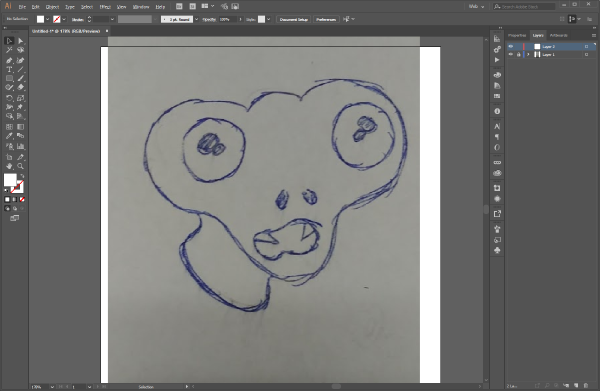 Ai File Edit Object Type Select Effect View Window Help
Web
No Selection Stroke: 3 pt. Round Opacity: 100% Style: Document Setup Preferences
Untitled-1* @ 170% (RGB/Preview)
Properties Layers
Layer 2
Layer 1
170% 1 Selection